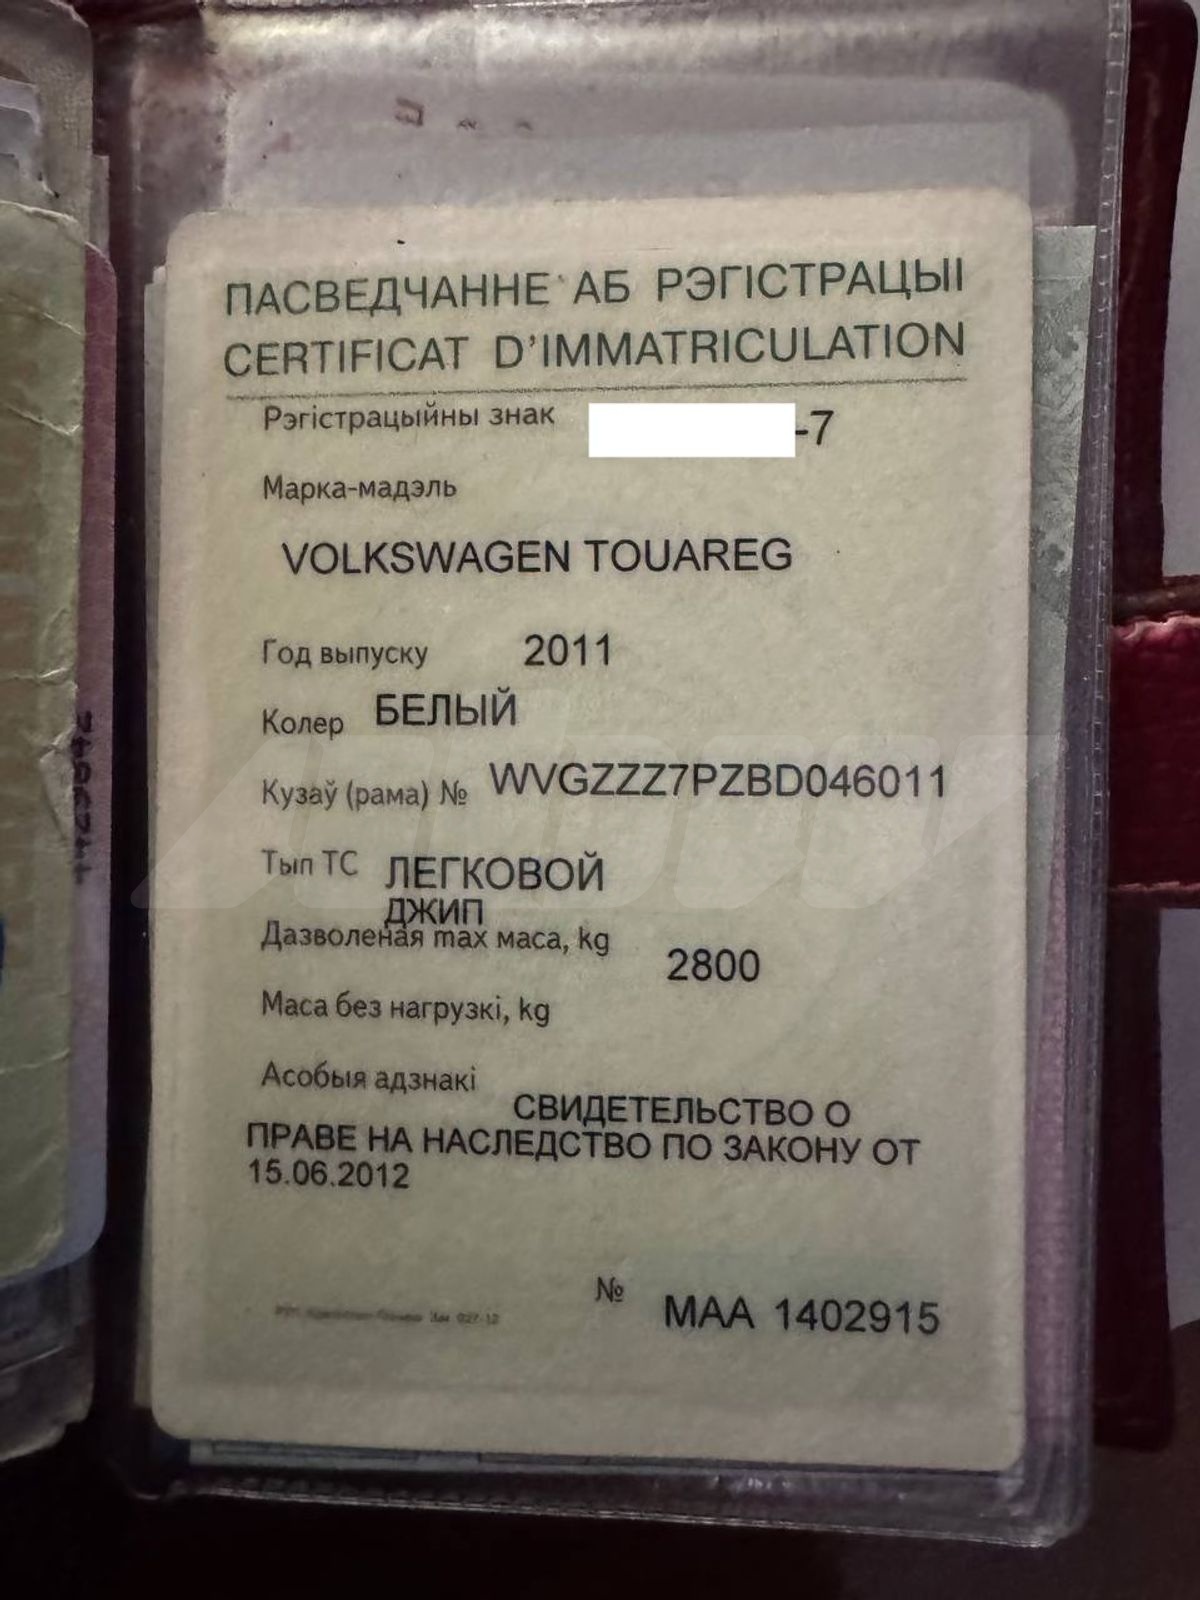 ПАСВЕДЧАННЕ АБ РЭГІСТРАЦЫІ
CERTIFICAT D'IMMATRICULATION
Рэгістрацыйны знак -7
Марка-мадэль
VOLKSWAGEN TOUAREG
Год выпуску 2011
Колер БЕЛЫЙ
Кузаў (рама) № WVGZZZ7PZBD046011
Тып ТС ЛЕГКОВОЙ
ДЖИП
Дазволеная max маса, kg 2800
Маса без нагрузкі, kg
Асобыя адзнакі
СВИДЕТЕЛЬСТВО О
ПРАВЕ НА НАСЛЕДСТВО ПО ЗАКОНУ ОТ
15.06.2012
№ МАА 1402915